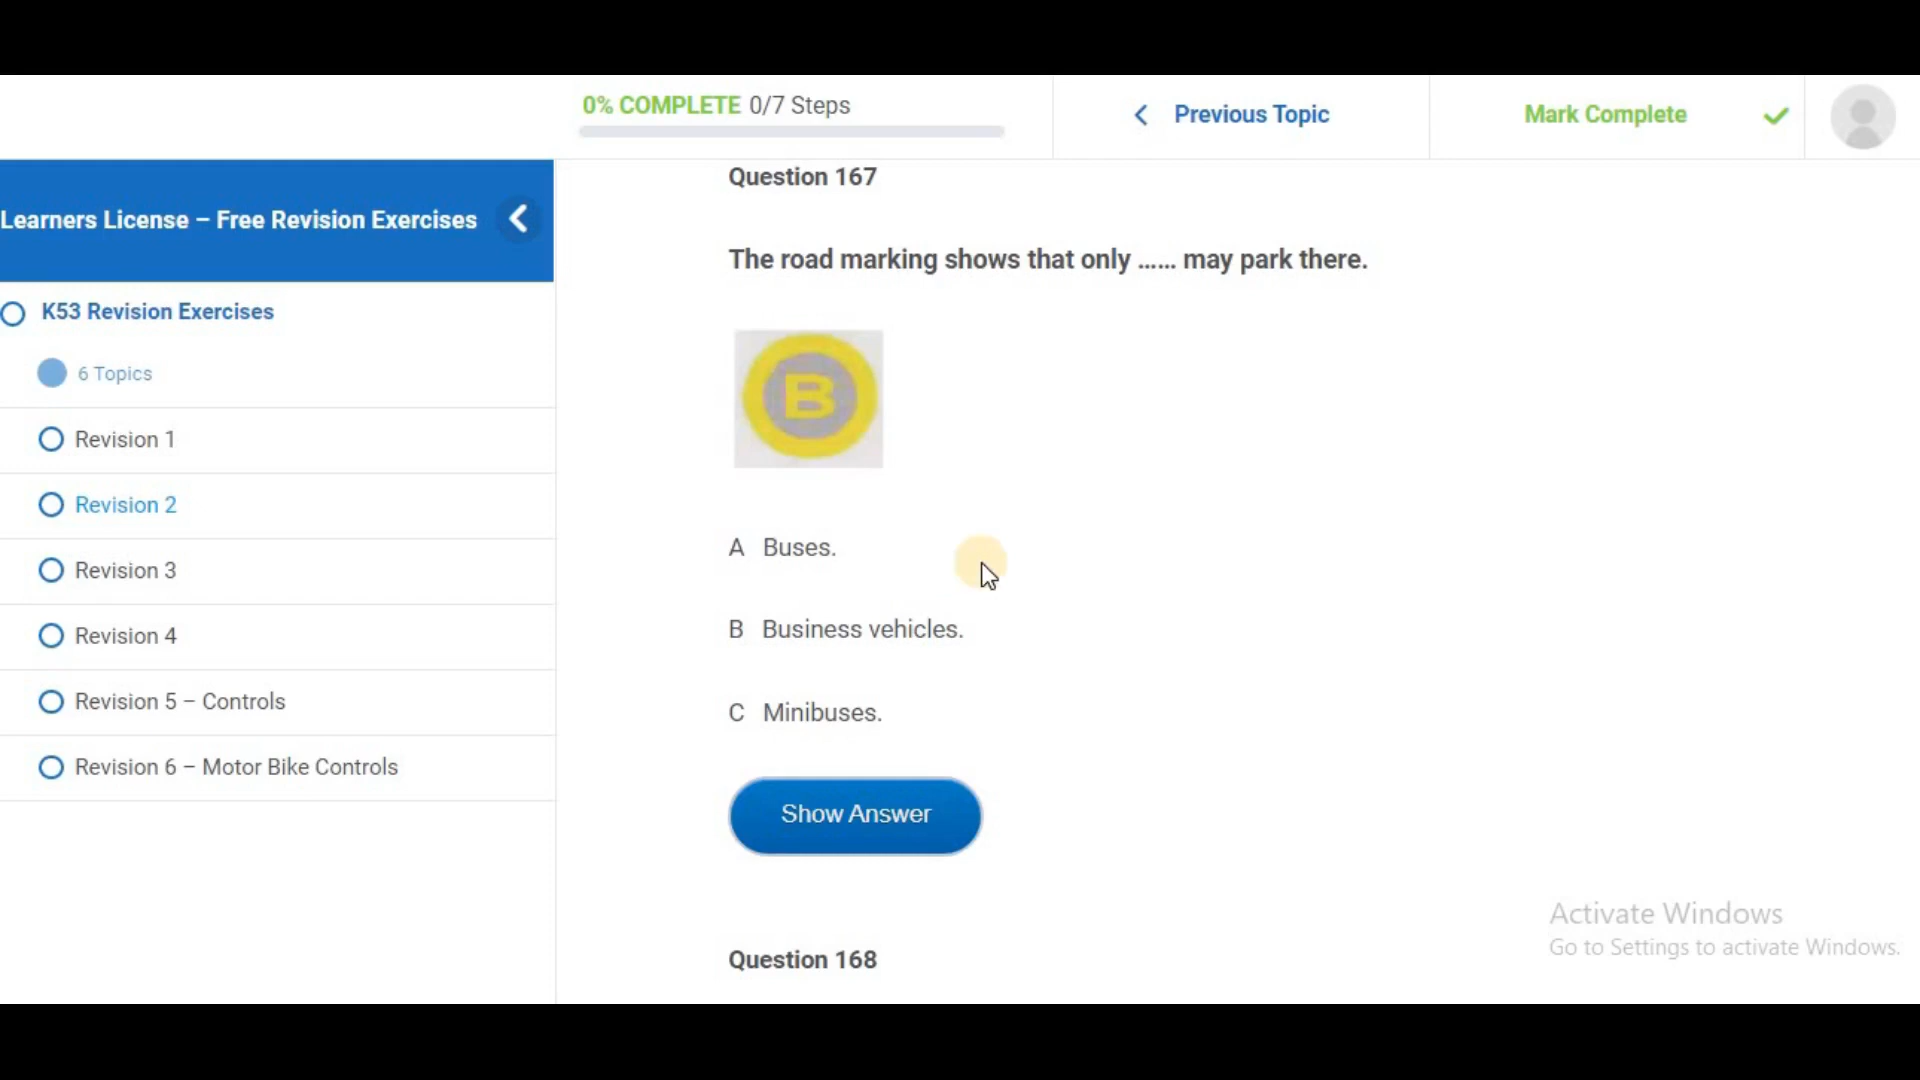 0% COMPLETE 0/7 Steps
Previous Topic
Mark Complete
Learners License – Free Revision Exercises
K53 Revision Exercises
6 Topics
Revision 1
Revision 2
Revision 3
Revision 4
Revision 5 – Controls
Revision 6 – Motor Bike Controls
Question 167
The road marking shows that only ...... may park there.
B
A Buses.
B Business vehicles.
C Minibuses.
Show Answer
Question 168
Activate Windows
Go to Settings to activate Windows.